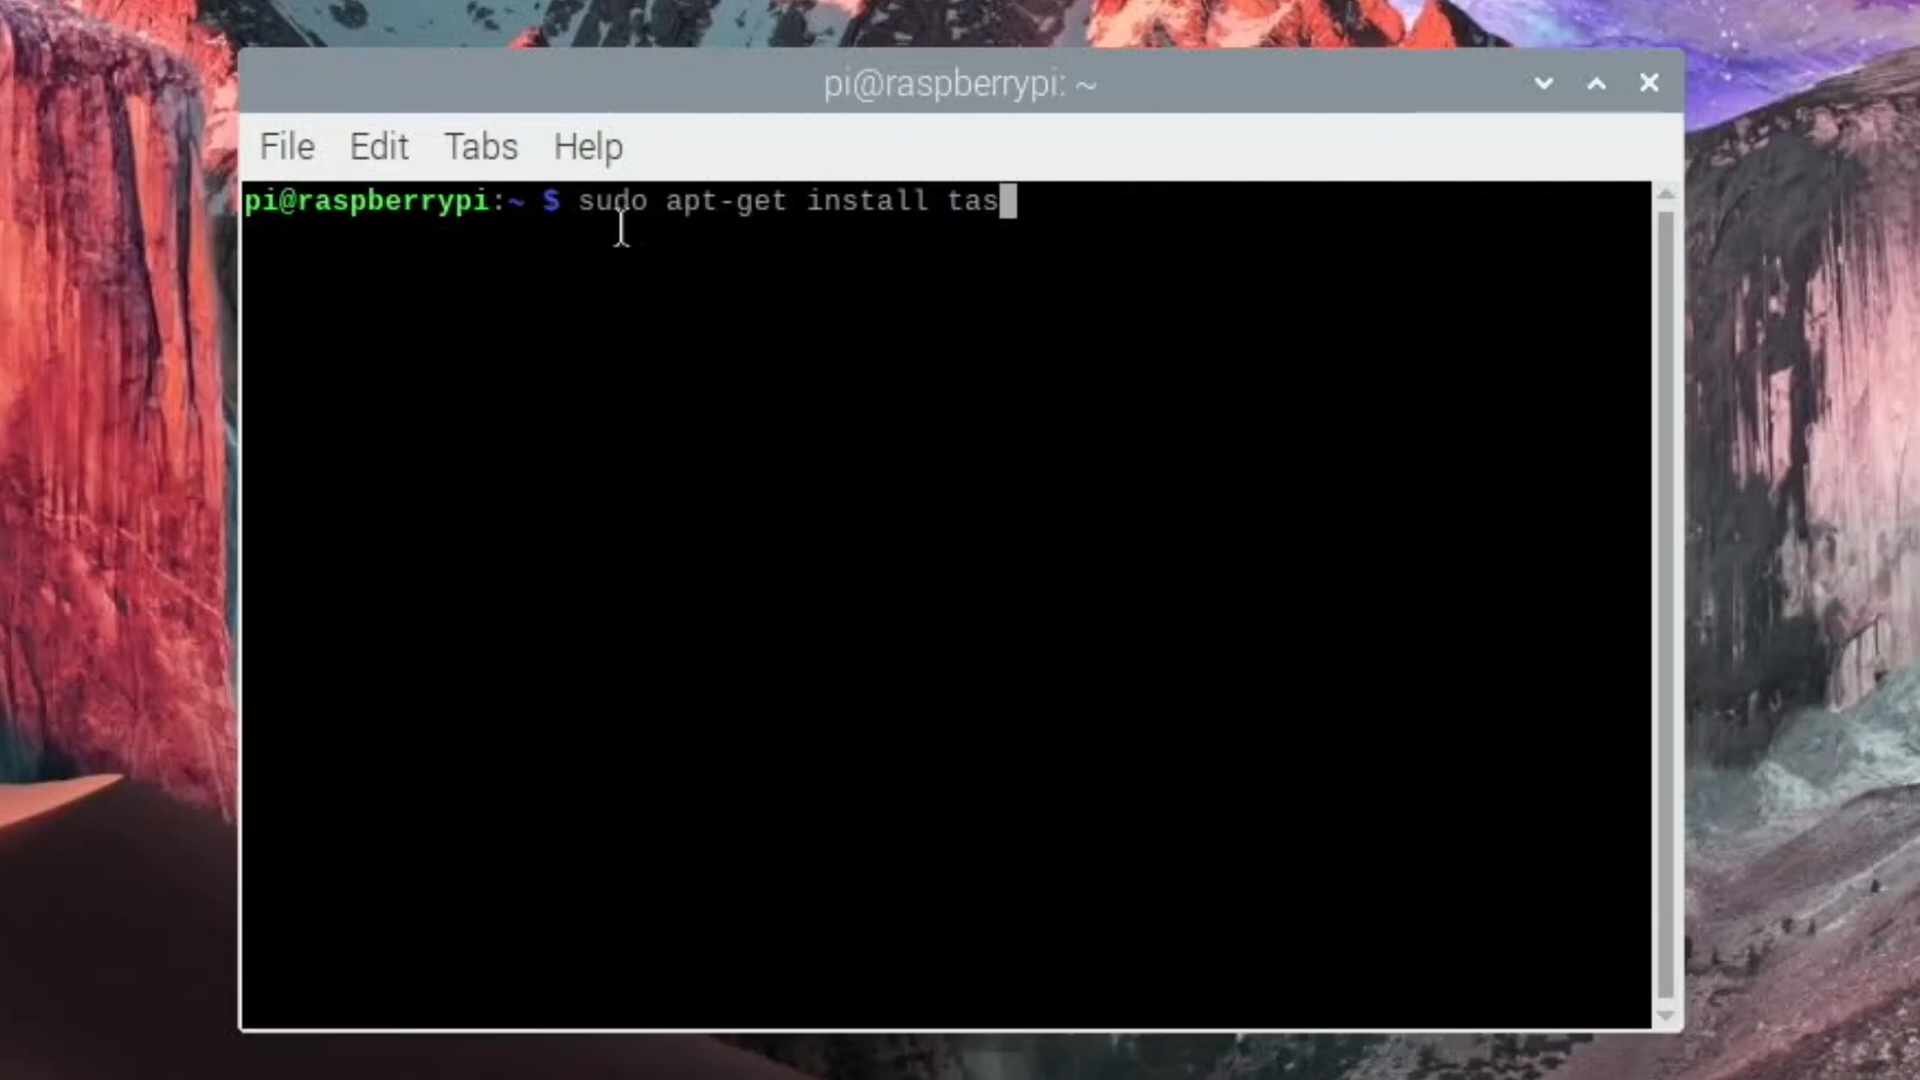 pi@raspberrypi: ~
File Edit Tabs Help
pi@raspberrypi:~ $ sudo apt-get install tas